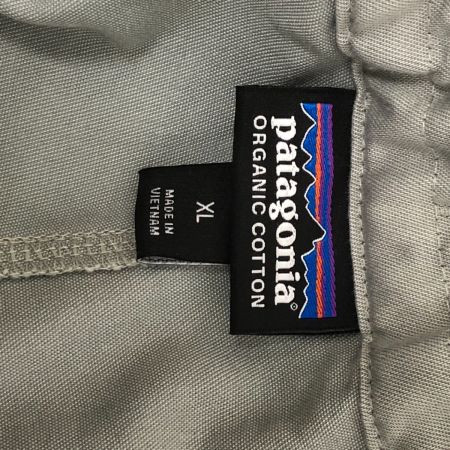 patagonia®
ORGANIC COTTON
XL
MADE IN
VIETNAM